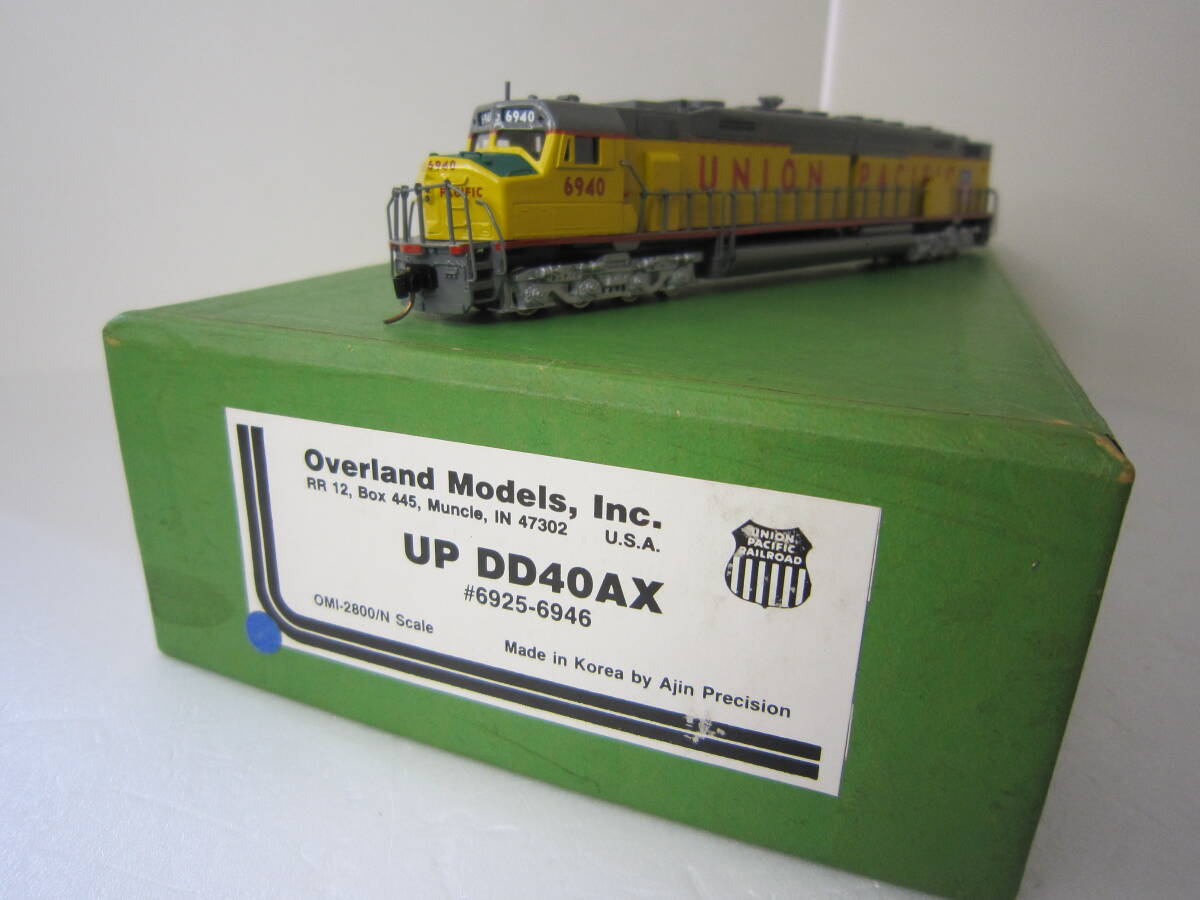 6940
6940
PACIFIC
6940
UNION PACIFIC
Overland Models, Inc.
RR 12, Box 445, Muncie, IN 47302 U.S.A.
UP DD40AX
#6925-6946
OMI-2800/N Scale
Made in Korea by Ajin Precision
UNION
PACIFIC
RAILROAD